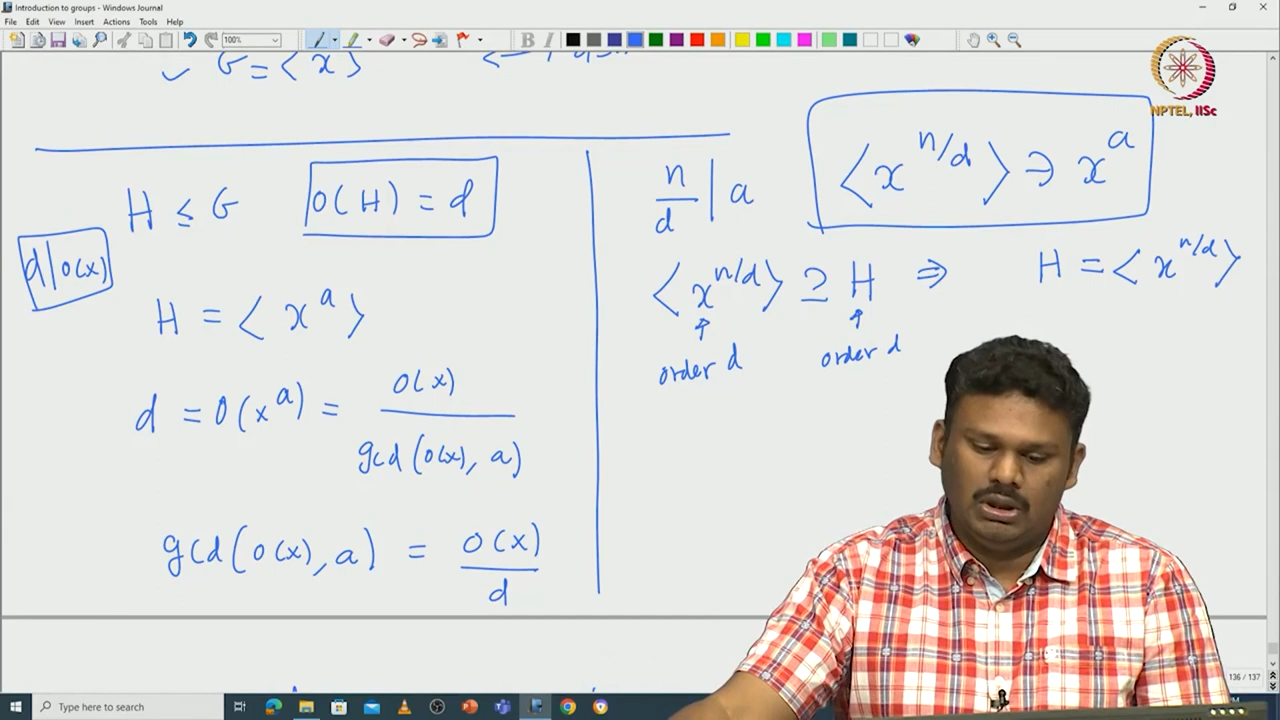 Introduction to groups - Windows Journal
File Edit View Insert Actions Tools Help
100%
B I
NPTEL, IISc
✓ G = ⟨x⟩
H ≤ G
O(H) = d
d | O(x)
H = ⟨x^a⟩
d = O(x^a) = O(x) / gcd(O(x), a)
gcd(O(x), a) = O(x) / d
n/d | a
⟨x^{n/d}⟩ ∋ x^a
⟨x^{n/d}⟩ ⊇ H ⇒ H = ⟨x^{n/d}⟩
↑ ↑
order d order d
136 / 137
Type here to search